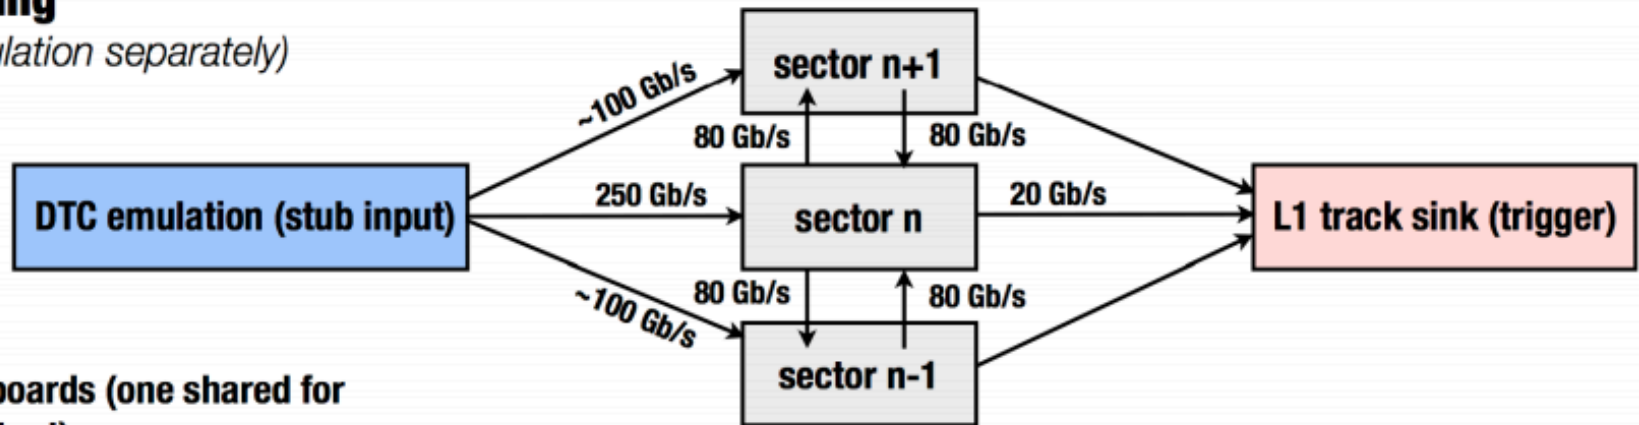 ulation separately)
sector n+1
~100 Gb/s
80 Gb/s
80 Gb/s
DTC emulation (stub input)
250 Gb/s
sector n
20 Gb/s
L1 track sink (trigger)
~100 Gb/s
80 Gb/s
80 Gb/s
sector n-1
boards (one shared for